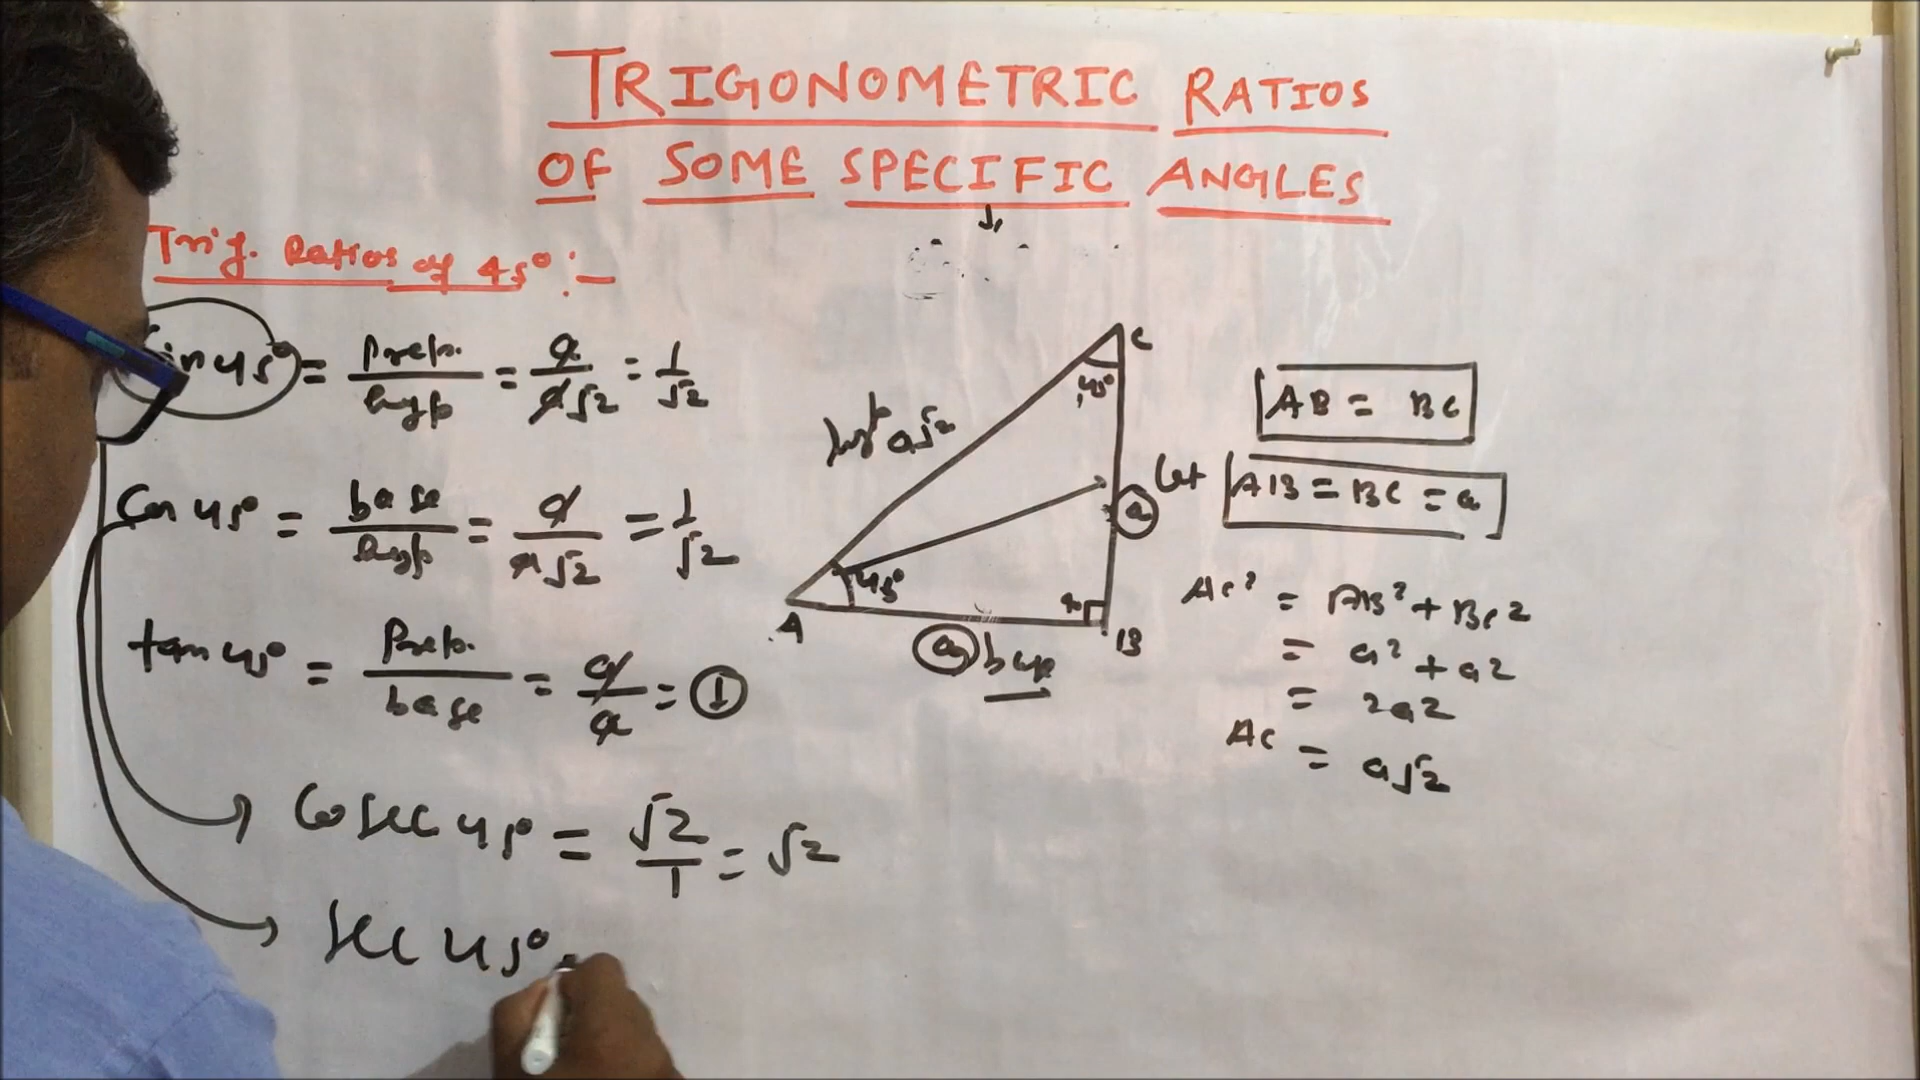 TRIGONOMETRIC RATIOS
OF SOME SPECIFIC ANGLES
Trig. Ratios of 45° :-
in 45° = Perp. / hyp = a / a√2 = 1 / √2
Cos 45° = base / hyp = a / a√2 = 1 / √2
tan 45° = Perp. / base = a / a = 1
Cosec 45° = √2 / 1 = √2
Sec 45°
C
45°
hyp a√2
a
45°
A
B
a base
AB = BC
Let AB = BC = a
AC² = AB² + BC²
= a² + a²
= 2a²
AC = a√2